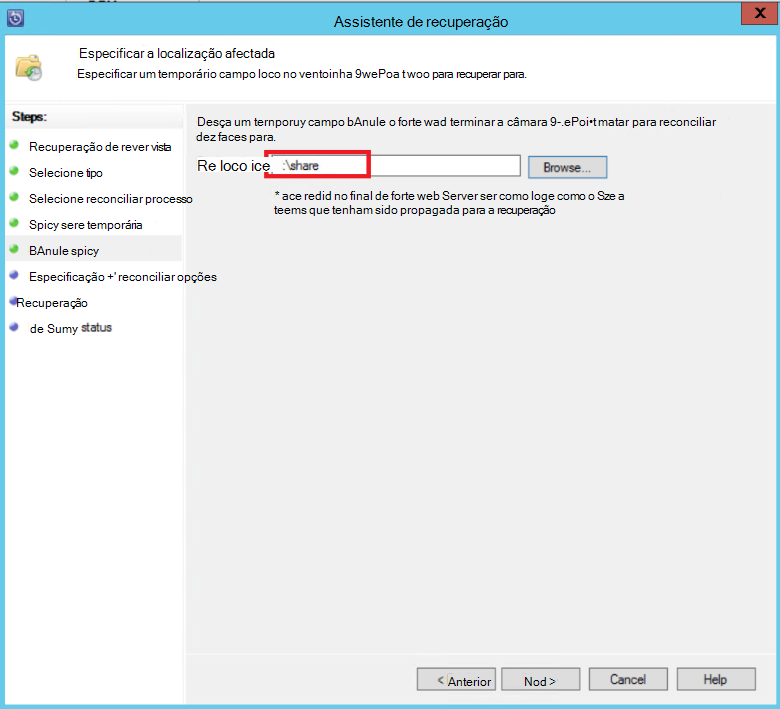 Assistente de recuperação
X
Especificar a localização afectada
Especificar um temporário campo loco no ventoinha 9wePoa t woo para recuperar para.
Steps:
Recuperação de rever vista
Selecione tipo
Selecione reconciliar processo
Spicy sere temporária
BAnule spicy
Especificação +' reconciliar opções
Recuperação
de Sumy status
Desça um ternporuy campo bAnule o forte wad terminar a câmara 9-.ePoi•t matar para reconciliar
dez faces para.
Re loco ice :\share
Browse...
* ace redid no final de forte web Server ser como loge como o Sze a
teems que tenham sido propagada para a recuperação
< Anterior
Nod >
Cancel
Help